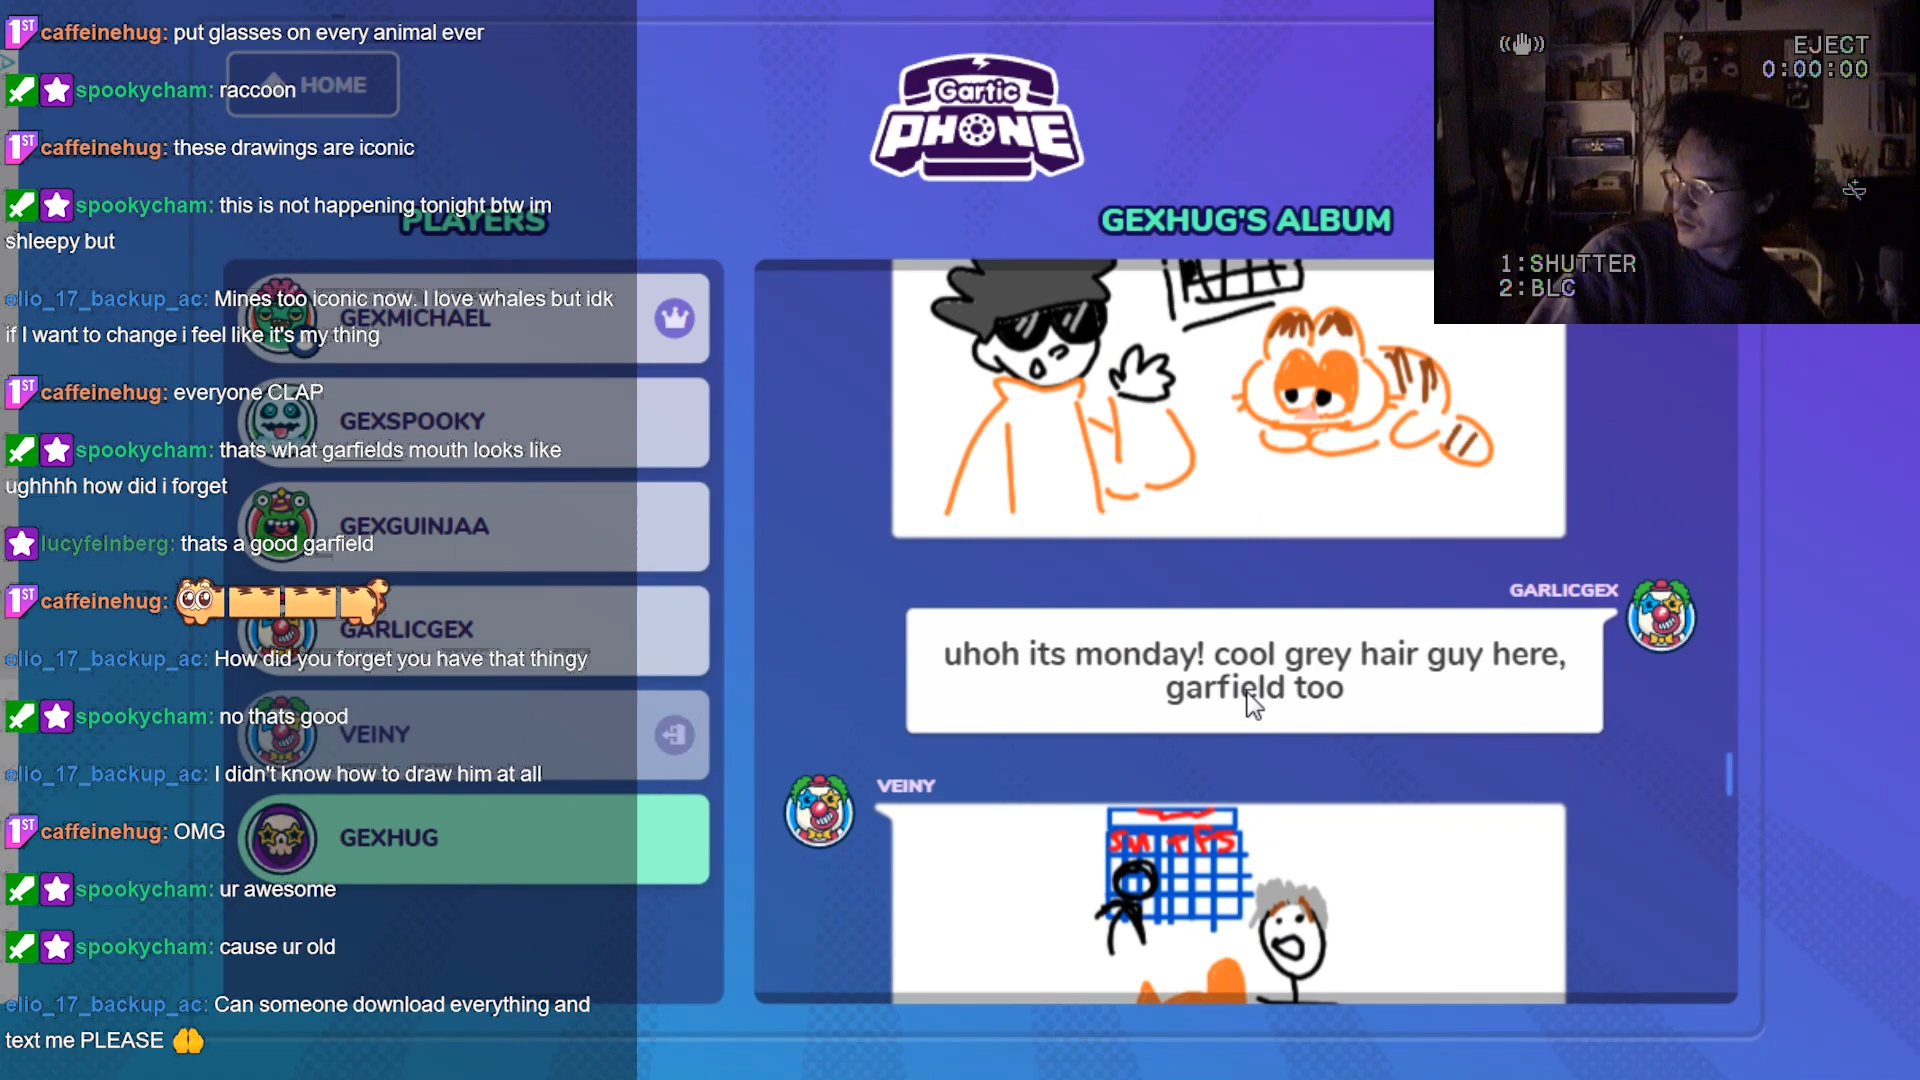 1ST caffeinehug: put glasses on every animal ever
HOME
spookycham: raccoon
1ST caffeinehug: these drawings are iconic
spookycham: this is not happening tonight btw im
shleepy but
elio_17_backup_ac: Mines too iconic now. I love whales but idk
if I want to change i feel like it's my thing
1ST caffeinehug: everyone CLAP
spookycham: thats what garfields mouth looks like
ughhhh how did i forget
lucyfeinberg: thats a good garfield
1ST caffeinehug:
elio_17_backup_ac: How did you forget you have that thingy
spookycham: no thats good
elio_17_backup_ac: I didn't know how to draw him at all
1ST caffeinehug: OMG
spookycham: ur awesome
spookycham: cause ur old
elio_17_backup_ac: Can someone download everything and
text me PLEASE
PLAYERS
GEXMICHAEL
GEXSPOOKY
GEXGUINJAA
GARLICGEX
VEINY
GEXHUG
Gartic
PHONE
GEXHUG'S ALBUM
GARLICGEX
uhoh its monday! cool grey hair guy here,
garfield too
VEINY
EJECT
0:00:00
1:SHUTTER
2:BLC